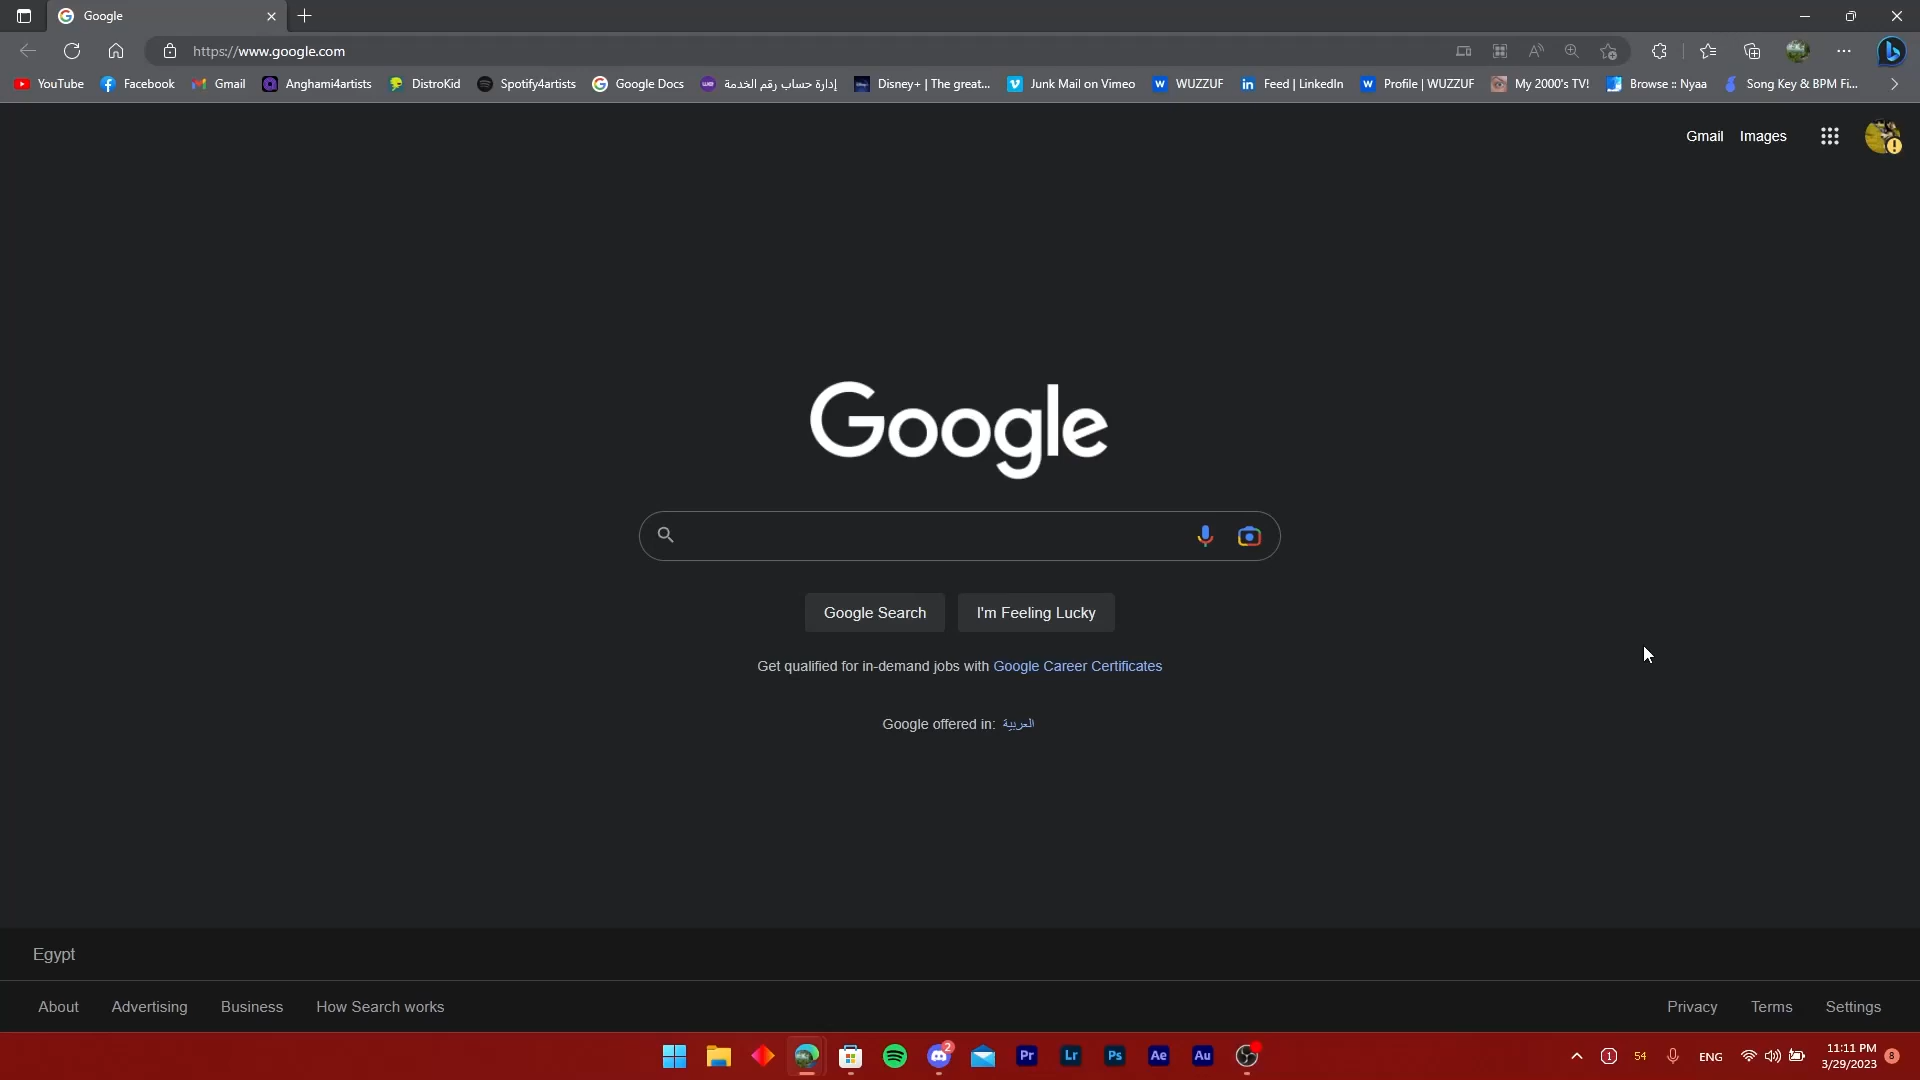 Google
https://www.google.com
YouTube Facebook Gmail Anghami4artists DistroKid Spotify4artists Google Docs إدارة حساب رقم الخدمة Disney+ | The great... Junk Mail on Vimeo WUZZUF Feed | LinkedIn Profile | WUZZUF My 2000's TV! Browse :: Nyaa Song Key & BPM Fi...
Gmail Images
Google
Google Search I'm Feeling Lucky
Get qualified for in-demand jobs with Google Career Certificates
Google offered in: العربية
Egypt
About Advertising Business How Search works Privacy Terms Settings
2 Pr Lr Ps Ae Au 1 54 ENG 11:11 PM 8
3/29/2023